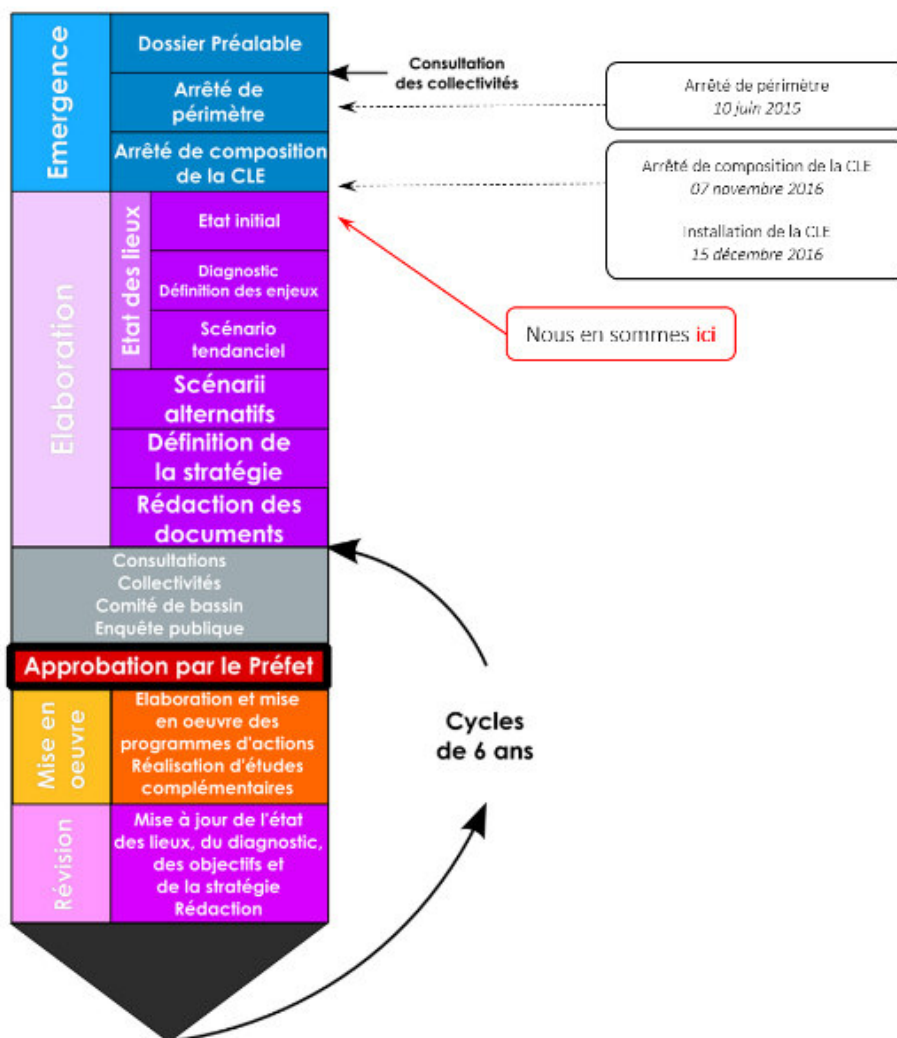 Emergence
Dossier Préalable
Consultation
des collectivités
Arrêté de
périmètre
Arrêté de périmètre
10 juin 2015
Arrêté de composition
de la CLE
Arrêté de composition de la CLE
07 novembre 2016
Installation de la CLE
15 décembre 2016
Elaboration
Etat des lieux
Etat initial
Diagnostic
Définition des enjeux
Scénario
tendanciel
Nous en sommes ici
Scénarii
alternatifs
Définition de
la stratégie
Rédaction des
documents
Consultations
Collectivités
Comité de bassin
Enquête publique
Approbation par le Préfet
Mise en
oeuvre
Elaboration et mise
en oeuvre des
programmes d'actions
Réalisation d'études
complémentaires
Cycles
de 6 ans
Révision
Mise à jour de l'état
des lieux, du diagnostic,
des objectifs et
de la stratégie
Rédaction